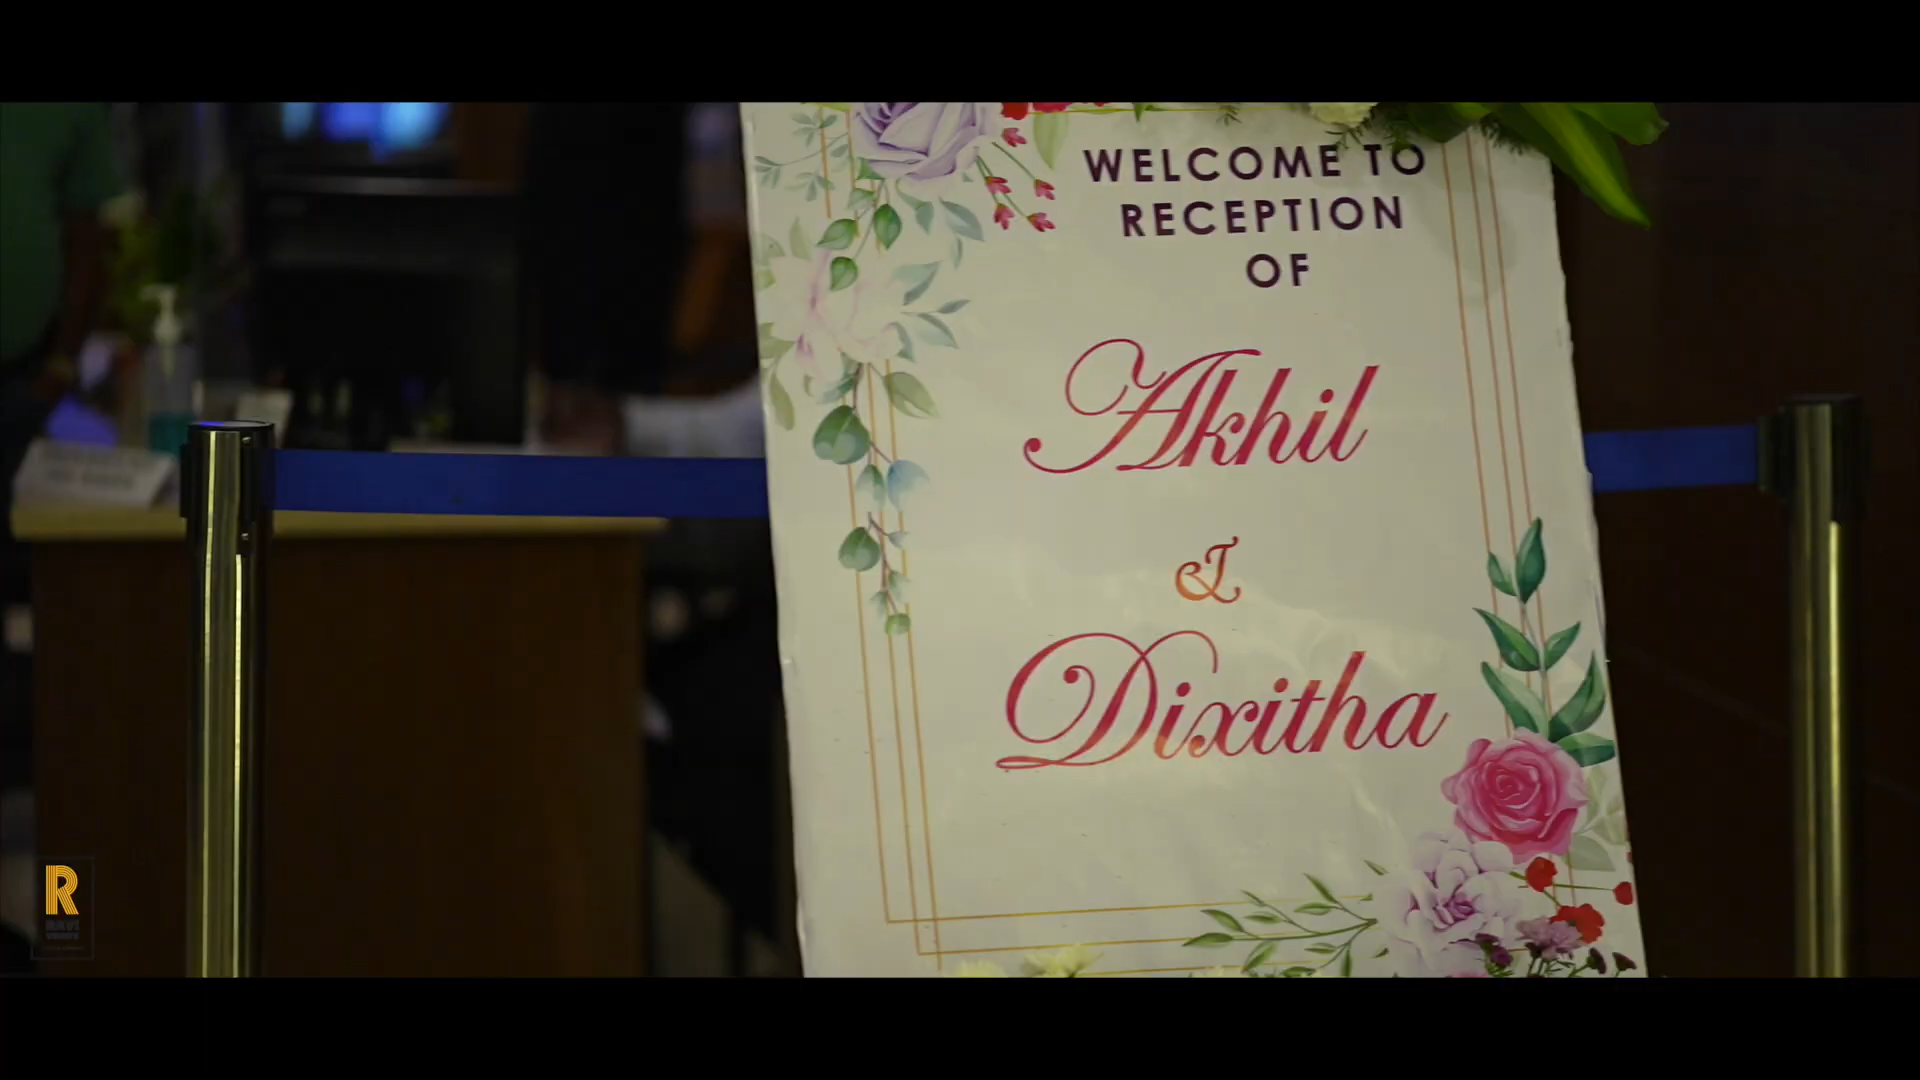 WELCOME TO
RECEPTION
OF
Akhil
&
Dixitha
R